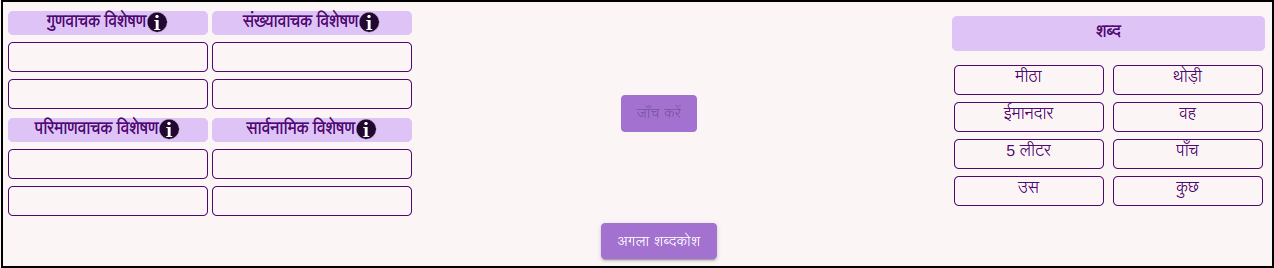 गुणवाचक विशेषण
संख्यावाचक विशेषण
परिमाणवाचक विशेषण
सार्वनामिक विशेषण
जाँच करें
अगला शब्दकोश
शब्द
मीठा
थोड़ी
ईमानदार
वह
5 लीटर
पाँच
उस
कुछ